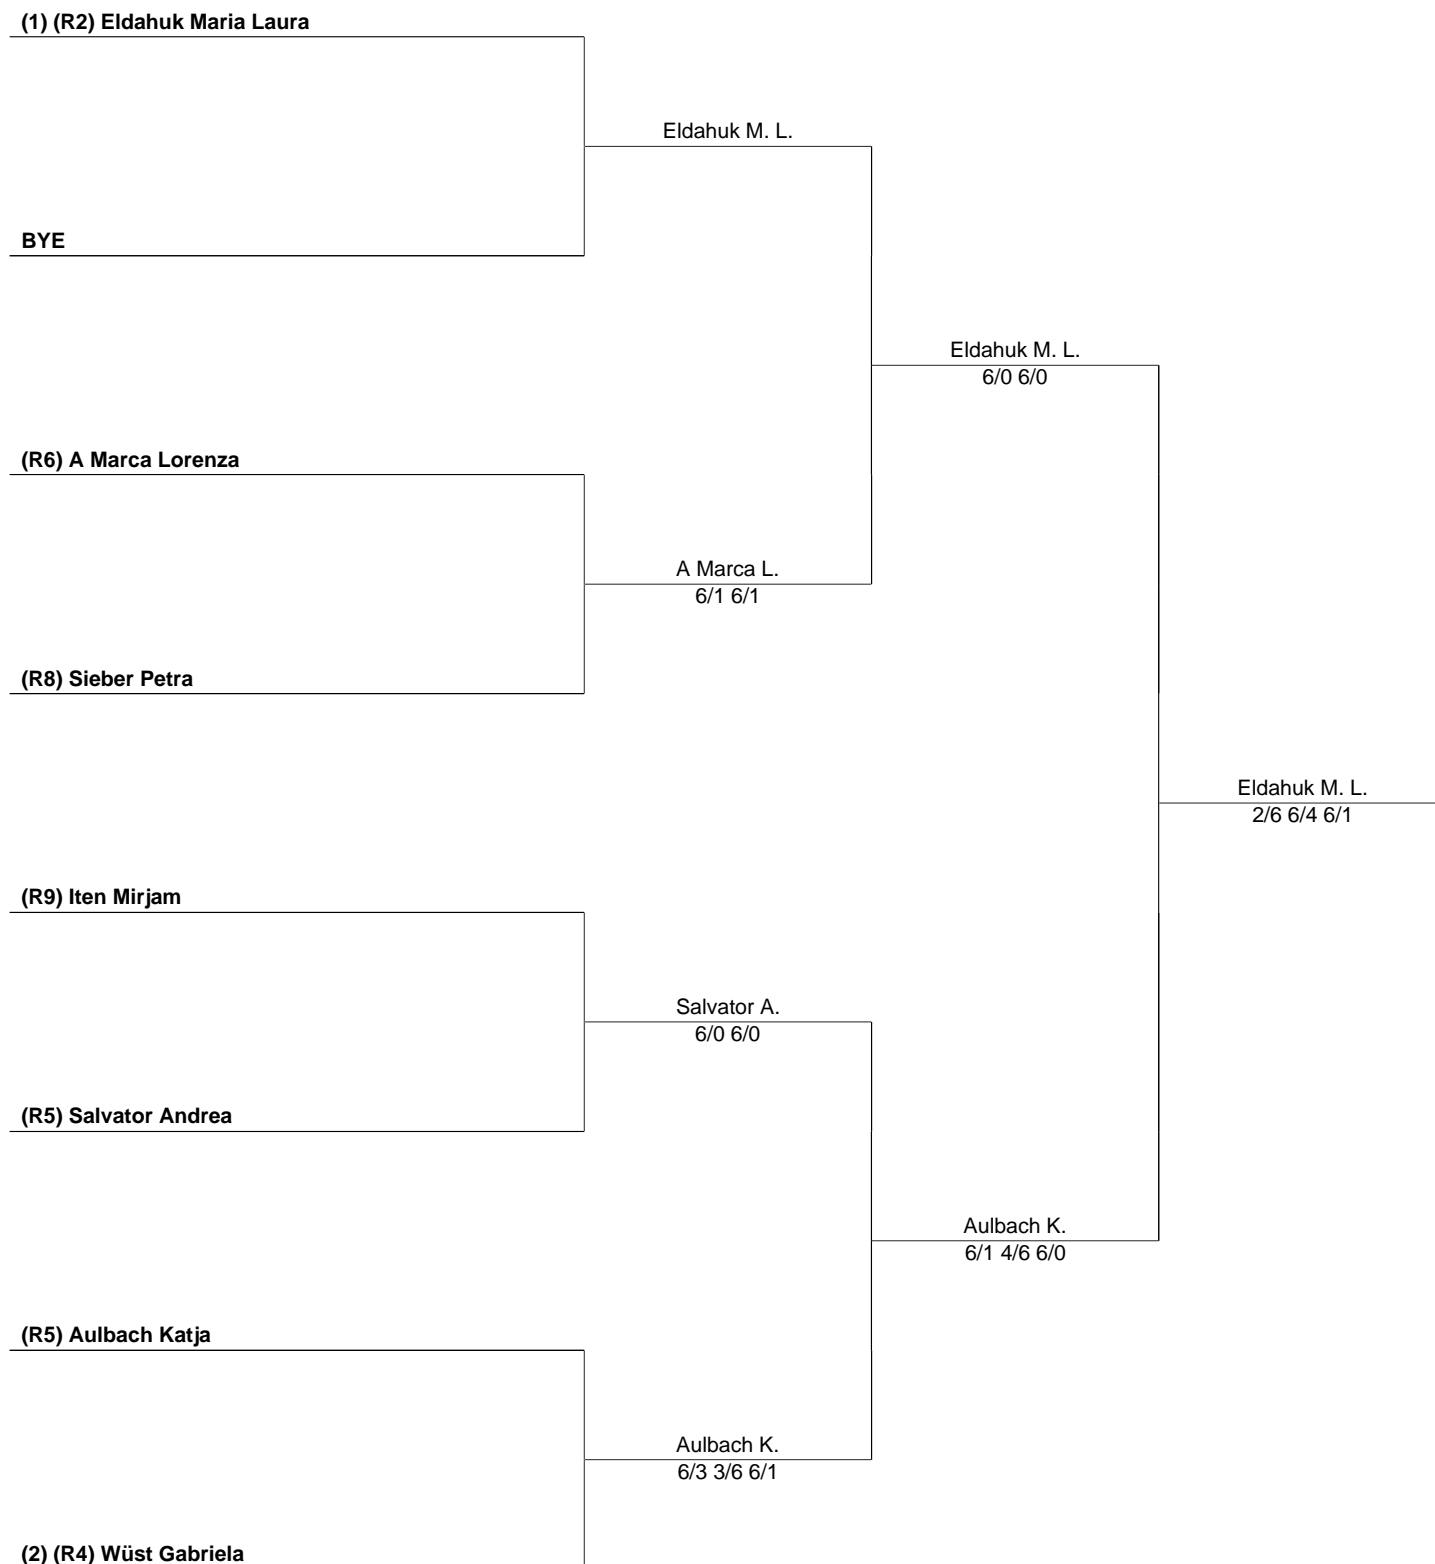 (1) (R2) Eldahuk Maria Laura
Eldahuk M. L.
BYE
Eldahuk M. L.
6/0 6/0
(R6) A Marca Lorenza
A Marca L.
6/1 6/1
(R8) Sieber Petra
Eldahuk M. L.
2/6 6/4 6/1
(R9) Iten Mirjam
Salvator A.
6/0 6/0
(R5) Salvator Andrea
Aulbach K.
6/1 4/6 6/0
(R5) Aulbach Katja
Aulbach K.
6/3 3/6 6/1
(2) (R4) Wüst Gabriela